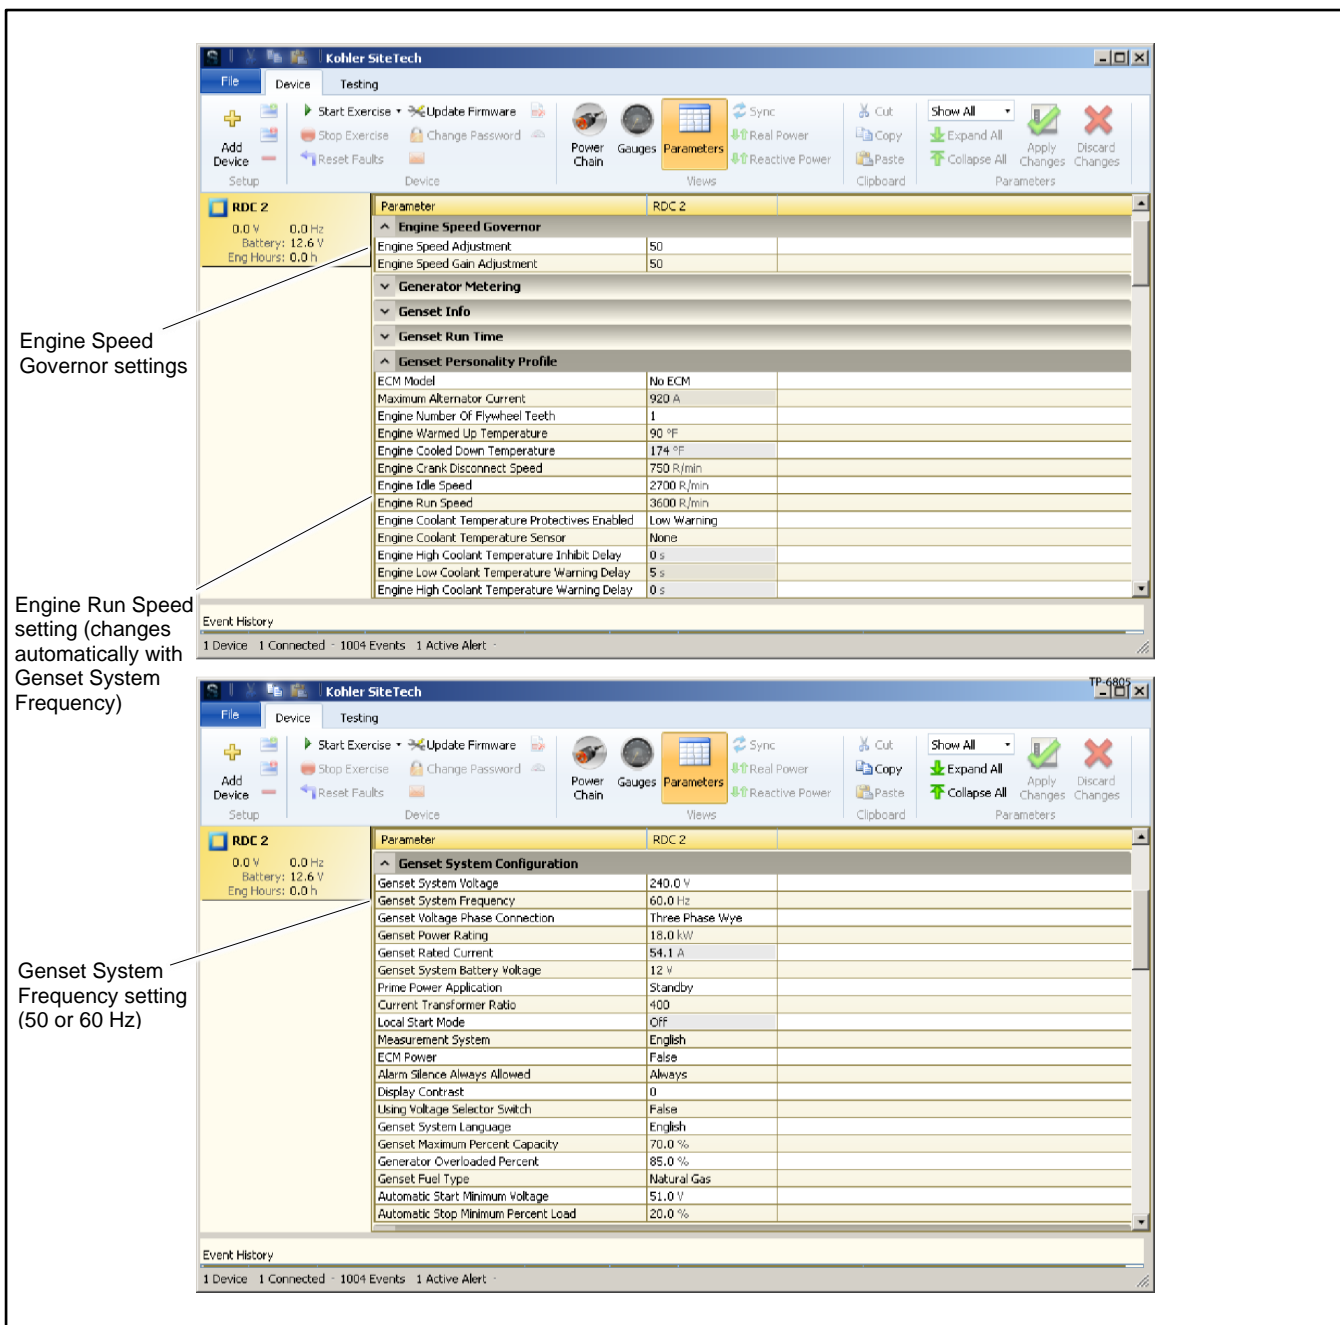 Kohler SiteTech
File Device Testing
Start Exercise Update Firmware Sync Cut Show All
Stop Exercise Change Password Real Power Copy Expand All
Add Device Reset Faults Power Chain Gauges Parameters Reactive Power Paste Collapse All Apply Changes Discard Changes
Setup Device Views Clipboard Parameters
RDC 2
0.0 V 0.0 Hz
Battery: 12.6 V
Eng Hours: 0.0 h
Parameter RDC 2
Engine Speed Governor
Engine Speed Adjustment 50
Engine Speed Gain Adjustment 50
Generator Metering
Genset Info
Genset Run Time
Genset Personality Profile
ECM Model No ECM
Maximum Alternator Current 920 A
Engine Number Of Flywheel Teeth 1
Engine Warmed Up Temperature 90 °F
Engine Cooled Down Temperature 174 °F
Engine Crank Disconnect Speed 750 R/min
Engine Idle Speed 2700 R/min
Engine Run Speed 3600 R/min
Engine Coolant Temperature Protectives Enabled Low Warning
Engine Coolant Temperature Sensor None
Engine High Coolant Temperature Inhibit Delay 0 s
Engine Low Coolant Temperature Warning Delay 5 s
Engine High Coolant Temperature Warning Delay 0 s
Event History
1 Device 1 Connected - 1004 Events 1 Active Alert -
Engine Speed
Governor settings
Engine Run Speed
setting (changes
automatically with
Genset System
Frequency)
TP-6805
Kohler SiteTech
File Device Testing
Start Exercise Update Firmware Sync Cut Show All
Stop Exercise Change Password Real Power Copy Expand All
Add Device Reset Faults Power Chain Gauges Parameters Reactive Power Paste Collapse All Apply Changes Discard Changes
Setup Device Views Clipboard Parameters
RDC 2
0.0 V 0.0 Hz
Battery: 12.6 V
Eng Hours: 0.0 h
Parameter RDC 2
Genset System Configuration
Genset System Voltage 240.0 V
Genset System Frequency 60.0 Hz
Genset Voltage Phase Connection Three Phase Wye
Genset Power Rating 18.0 kW
Genset Rated Current 54.1 A
Genset System Battery Voltage 12 V
Prime Power Application Standby
Current Transformer Ratio 400
Local Start Mode Off
Measurement System English
ECM Power False
Alarm Silence Always Allowed Always
Display Contrast 0
Using Voltage Selector Switch False
Genset System Language English
Genset Maximum Percent Capacity 70.0 %
Generator Overloaded Percent 85.0 %
Genset Fuel Type Natural Gas
Automatic Start Minimum Voltage 51.0 V
Automatic Stop Minimum Percent Load 20.0 %
Event History
1 Device 1 Connected - 1004 Events 1 Active Alert -
Genset System
Frequency setting
(50 or 60 Hz)